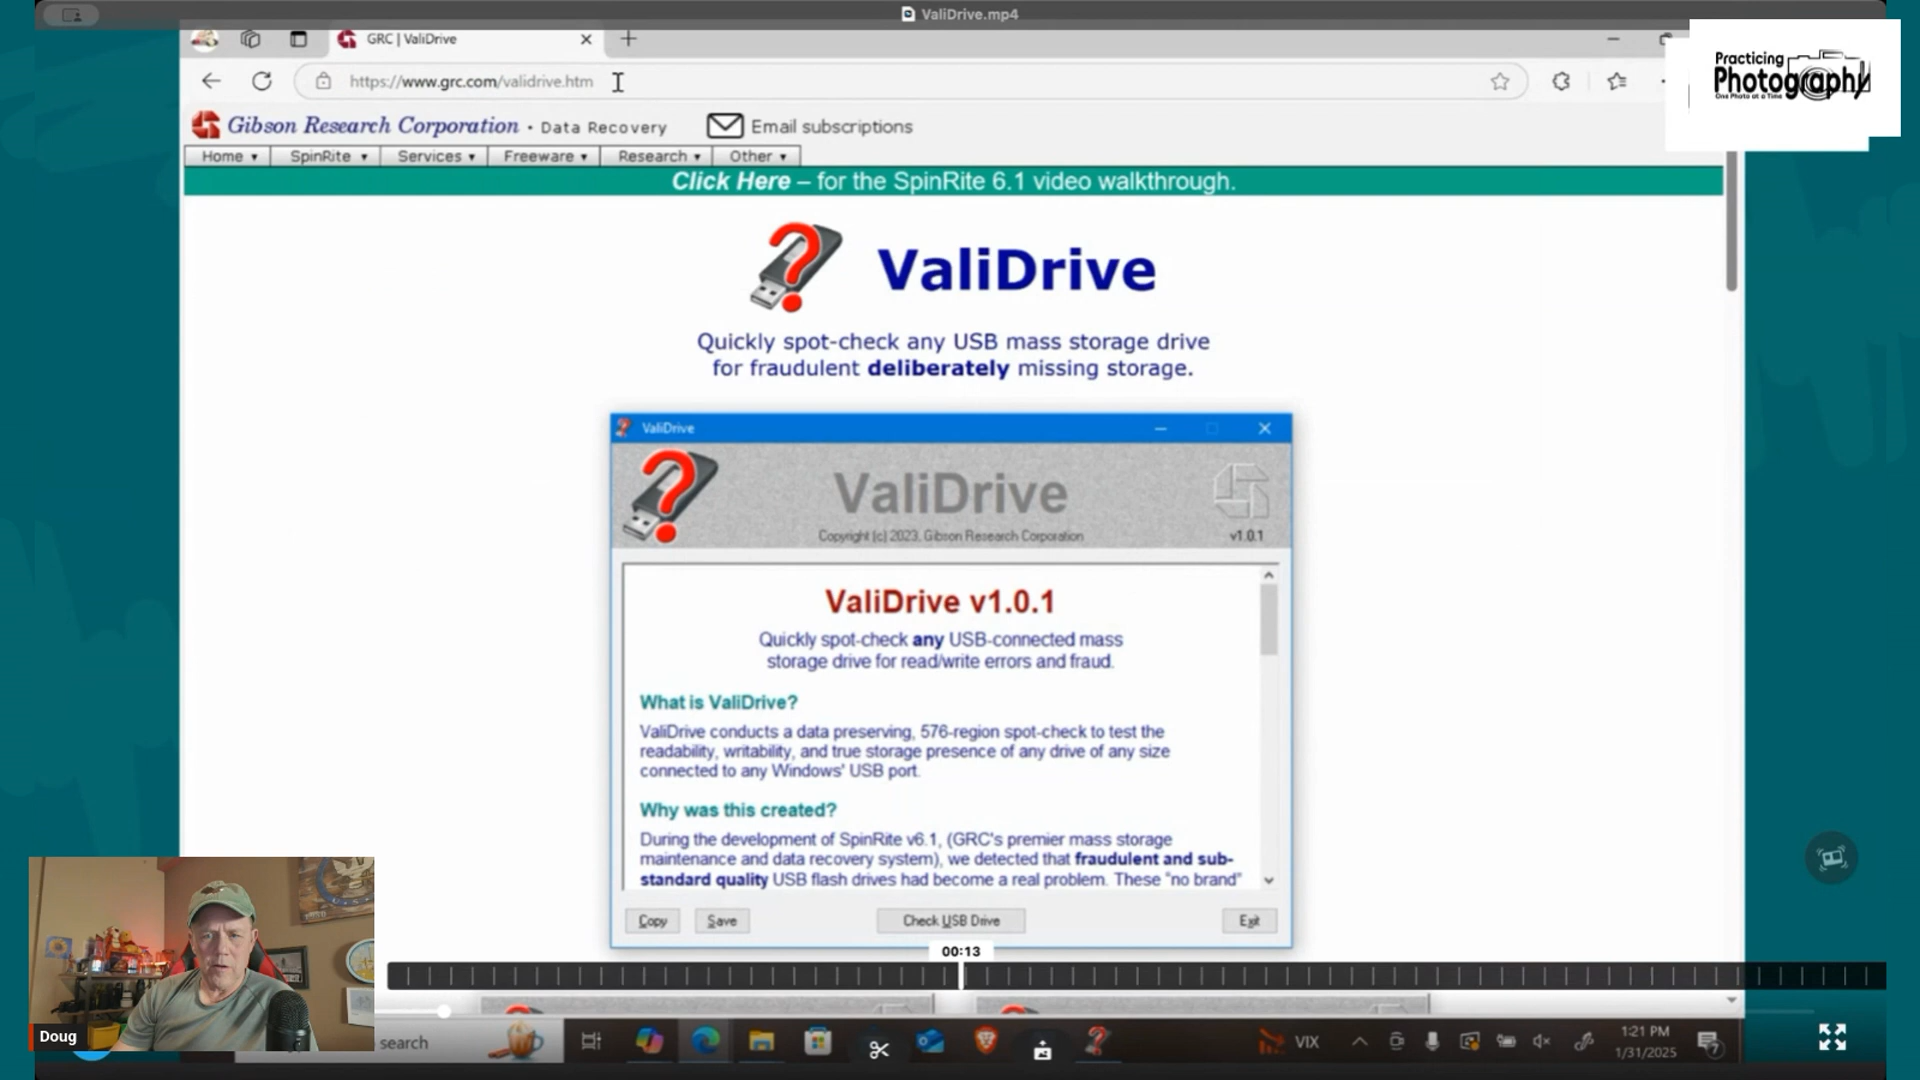 ValiDrive.mp4
GRC | ValiDrive
https://www.grc.com/validrive.htm
Practicing
Photography
One Photo at a Time
Gibson Research Corporation · Data Recovery
Email subscriptions
Home ▾ SpinRite ▾ Services ▾ Freeware ▾ Research ▾ Other ▾
Click Here – for the SpinRite 6.1 video walkthrough.
ValiDrive
Quickly spot-check any USB mass storage drive
for fraudulent deliberately missing storage.
ValiDrive
ValiDrive
Copyright (c) 2023, Gibson Research Corporation
v1.0.1
ValiDrive v1.0.1
Quickly spot-check any USB-connected mass
storage drive for read/write errors and fraud.
What is ValiDrive?
ValiDrive conducts a data preserving, 576-region spot-check to test the
readability, writability, and true storage presence of any drive of any size
connected to any Windows' USB port.
Why was this created?
During the development of SpinRite v6.1, (GRC's premier mass storage
maintenance and data recovery system), we detected that fraudulent and sub-
standard quality USB flash drives had become a real problem. These "no brand"
Copy Save Check USB Drive Exit
00:13
Doug
search
VIX
1:21 PM
1/31/2025
7